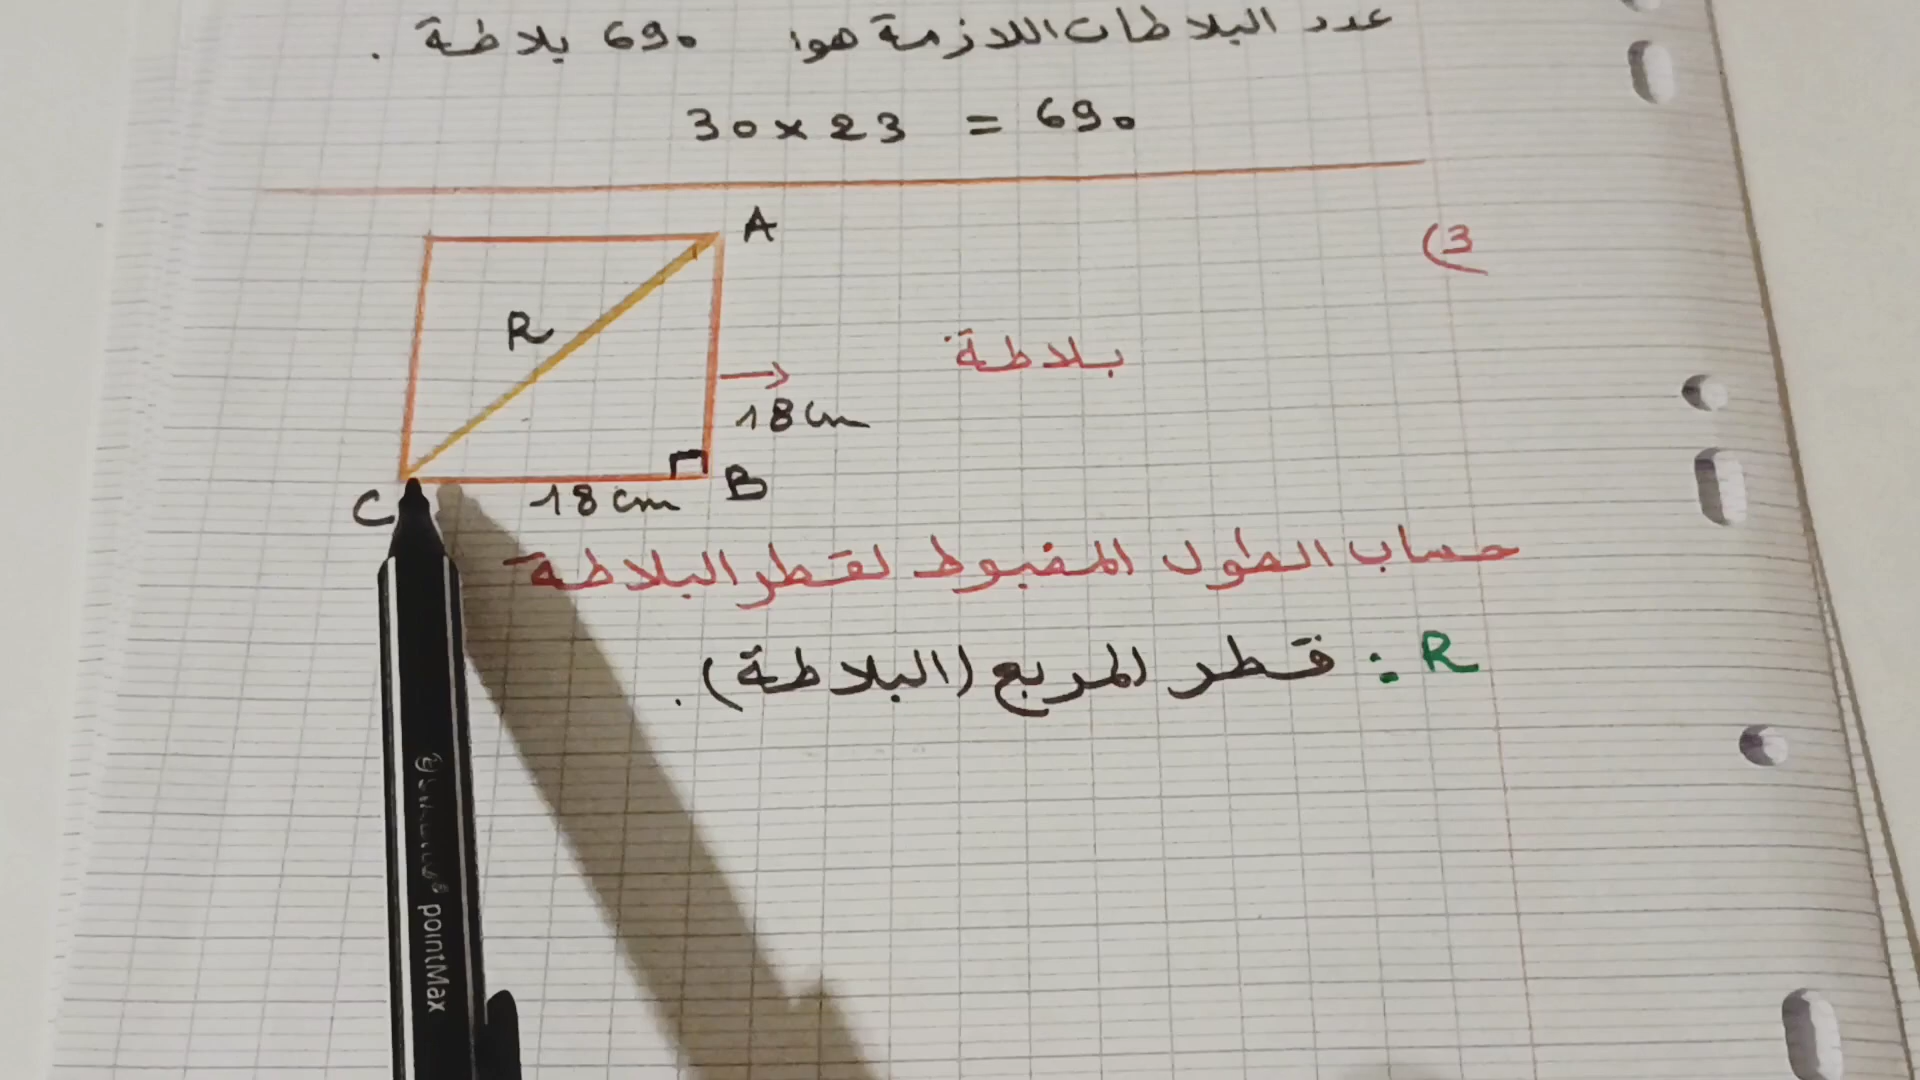 عدد البلاطات اللازمة هوا 690 بلاطة .
30 x 23 = 690
3)
A
R
بلاطة
18 cm
C
18 cm
B
حساب الطول المضبوط لقطر البلاطة
R : قطر المربع (البلاطة).
pointMax